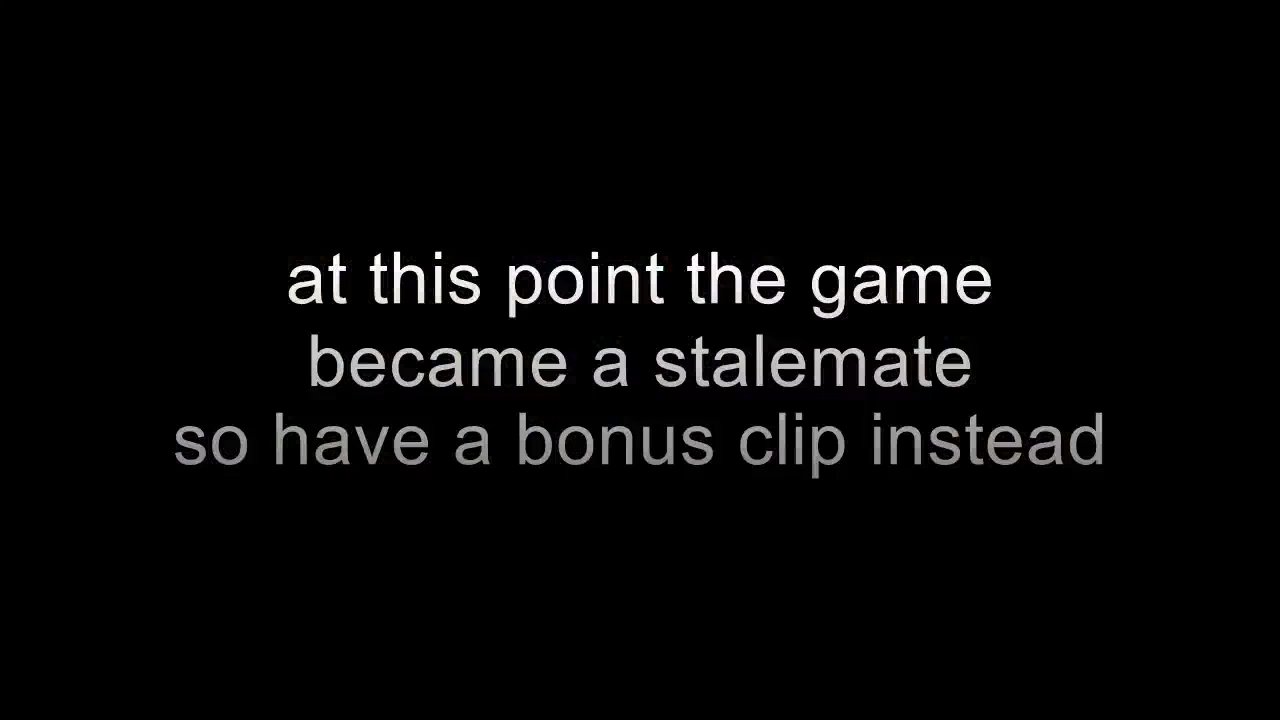 at this point the game
became a stalemate
so have a bonus clip instead